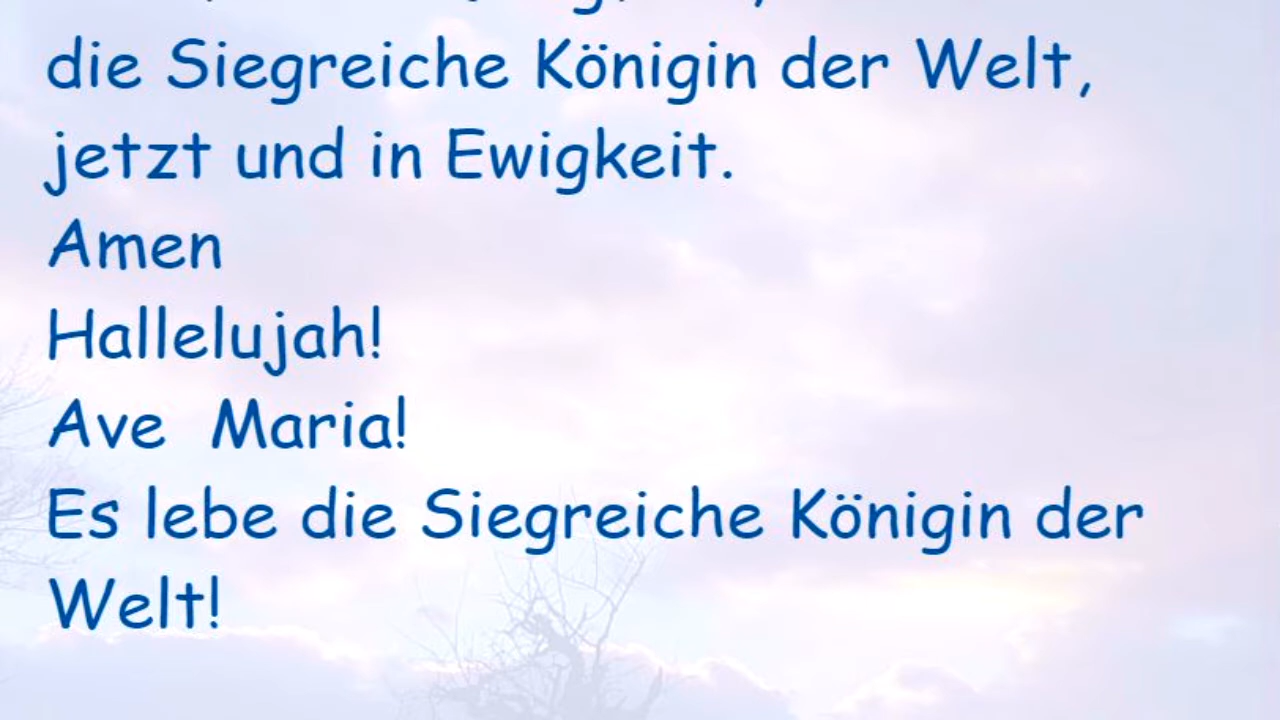 die Siegreiche Königin der Welt,
jetzt und in Ewigkeit.
Amen
Hallelujah!
Ave  Maria!
Es lebe die Siegreiche Königin der
Welt!